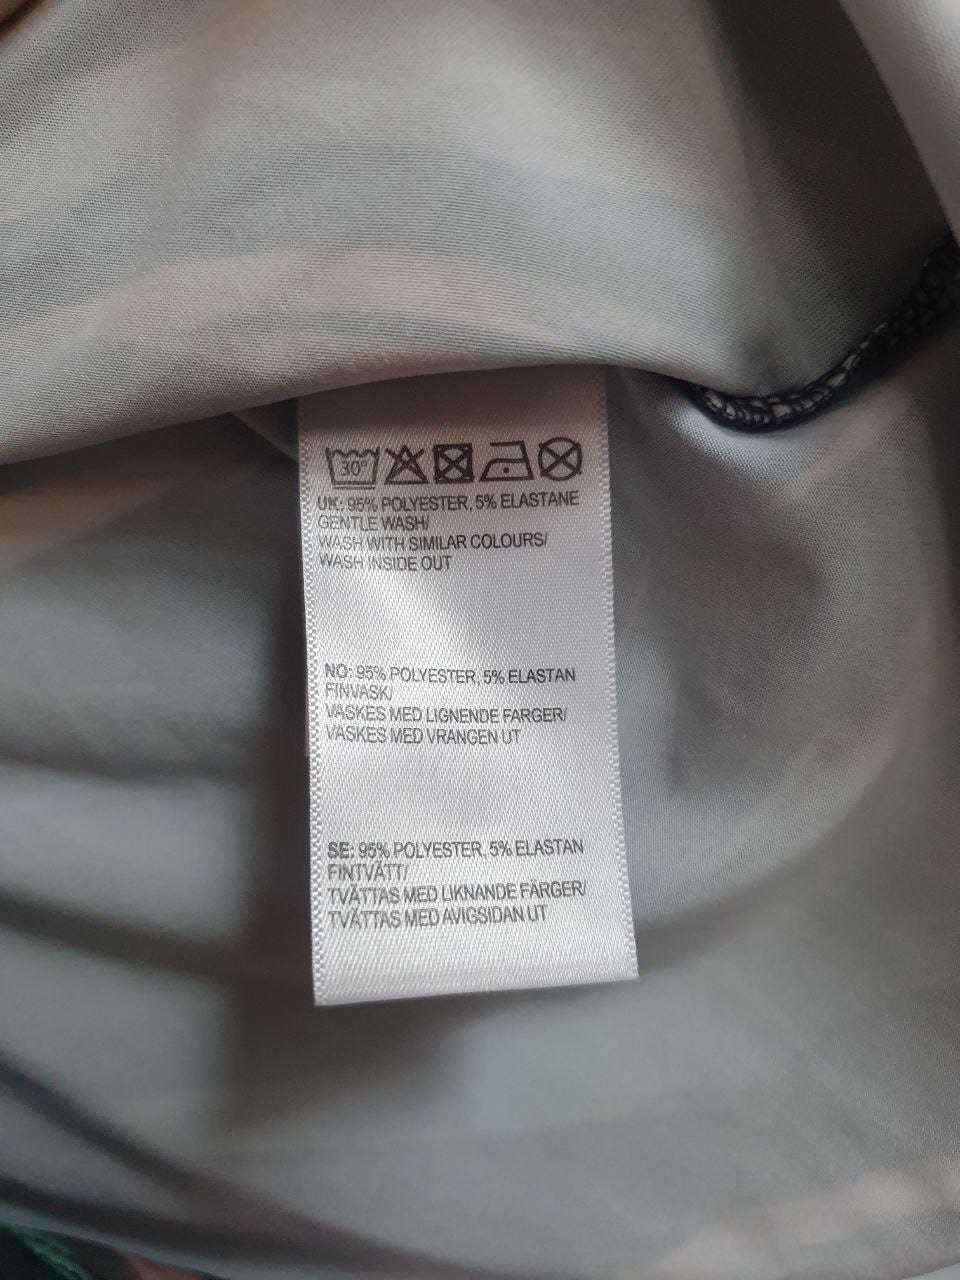 30°
UK: 95% POLYESTER, 5% ELASTANE
GENTLE WASH/
WASH WITH SIMILAR COLOURS/
WASH INSIDE OUT
NO: 95% POLYESTER, 5% ELASTAN
FINVASK/
VASKES MED LIGNENDE FARGER/
VASKES MED VRANGEN UT
SE: 95% POLYESTER, 5% ELASTAN
FINTVÄTT/
TVÄTTAS MED LIKNANDE FÄRGER/
TVÄTTAS MED AVIGSIDAN UT